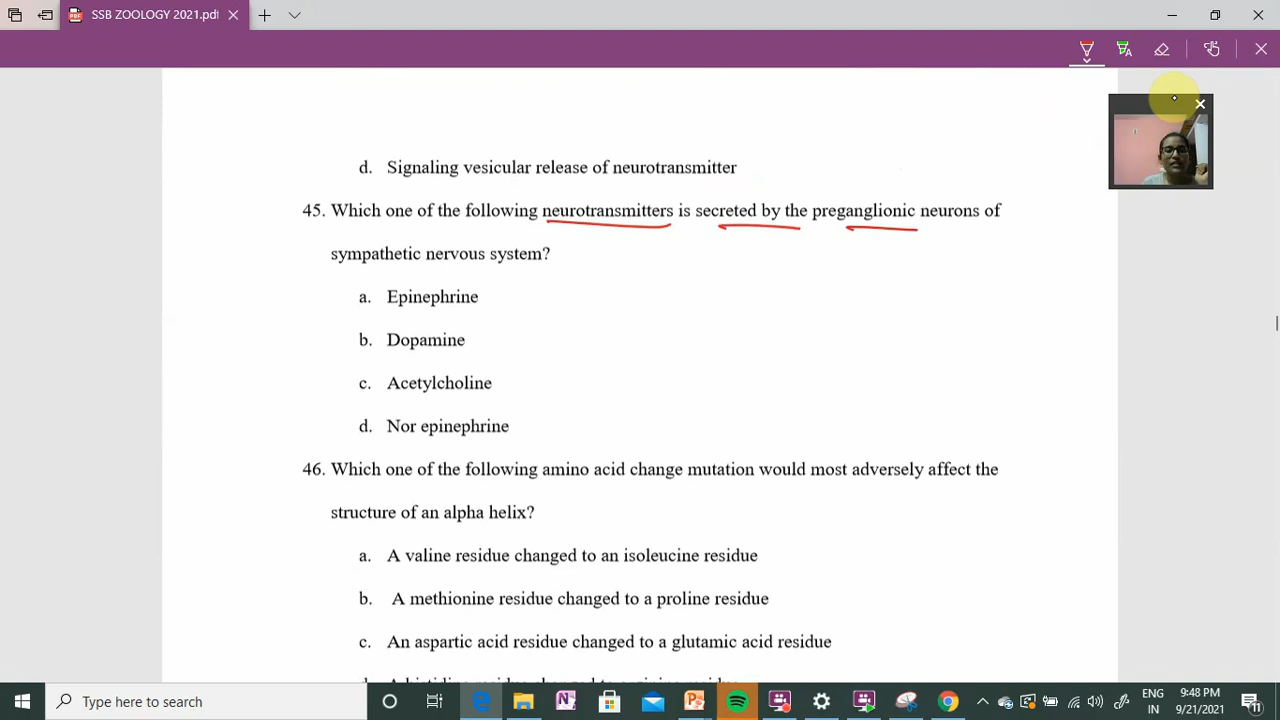 SSB ZOOLOGY 2021.pdf
d. Signaling vesicular release of neurotransmitter
45. Which one of the following neurotransmitters is secreted by the preganglionic neurons of
sympathetic nervous system?
a. Epinephrine
b. Dopamine
c. Acetylcholine
d. Nor epinephrine
46. Which one of the following amino acid change mutation would most adversely affect the
structure of an alpha helix?
a. A valine residue changed to an isoleucine residue
b. A methionine residue changed to a proline residue
c. An aspartic acid residue changed to a glutamic acid residue
Type here to search
ENG
IN
9:48 PM
9/21/2021